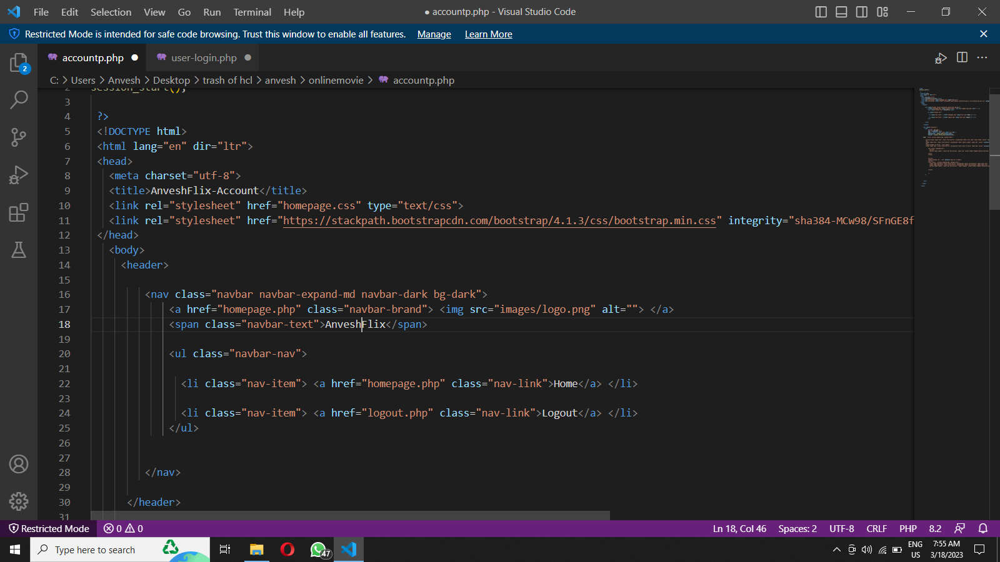 File Edit Selection View Go Run Terminal Help
● accountp.php - Visual Studio Code
Restricted Mode is intended for safe code browsing. Trust this window to enable all features. Manage Learn More
accountp.php
user-login.php
2
C: > Users > Anvesh > Desktop > trash of hcl > anvesh > onlinemovie > accountp.php
2 session_start();
3
4 ?>
5 <!DOCTYPE html>
6 <html lang="en" dir="ltr">
7 <head>
8 <meta charset="utf-8">
9 <title>AnveshFlix-Account</title>
10 <link rel="stylesheet" href="homepage.css" type="text/css">
11 <link rel="stylesheet" href="https://stackpath.bootstrapcdn.com/bootstrap/4.1.3/css/bootstrap.min.css" integrity="sha384-MCw98/SFnGE8f
12 </head>
13 <body>
14 <header>
15
16 <nav class="navbar navbar-expand-md navbar-dark bg-dark">
17 <a href="homepage.php" class="navbar-brand"> <img src="images/logo.png" alt=""> </a>
18 <span class="navbar-text">AnveshFlix</span>
19
20 <ul class="navbar-nav">
21
22 <li class="nav-item"> <a href="homepage.php" class="nav-link">Home</a> </li>
23
24 <li class="nav-item"> <a href="logout.php" class="nav-link">Logout</a> </li>
25 </ul>
26
27
28 </nav>
29
30 </header>
31
Restricted Mode 0 0 Ln 18, Col 46 Spaces: 2 UTF-8 CRLF PHP 8.2
Type here to search
47
ENG
US
7:55 AM
3/18/2023